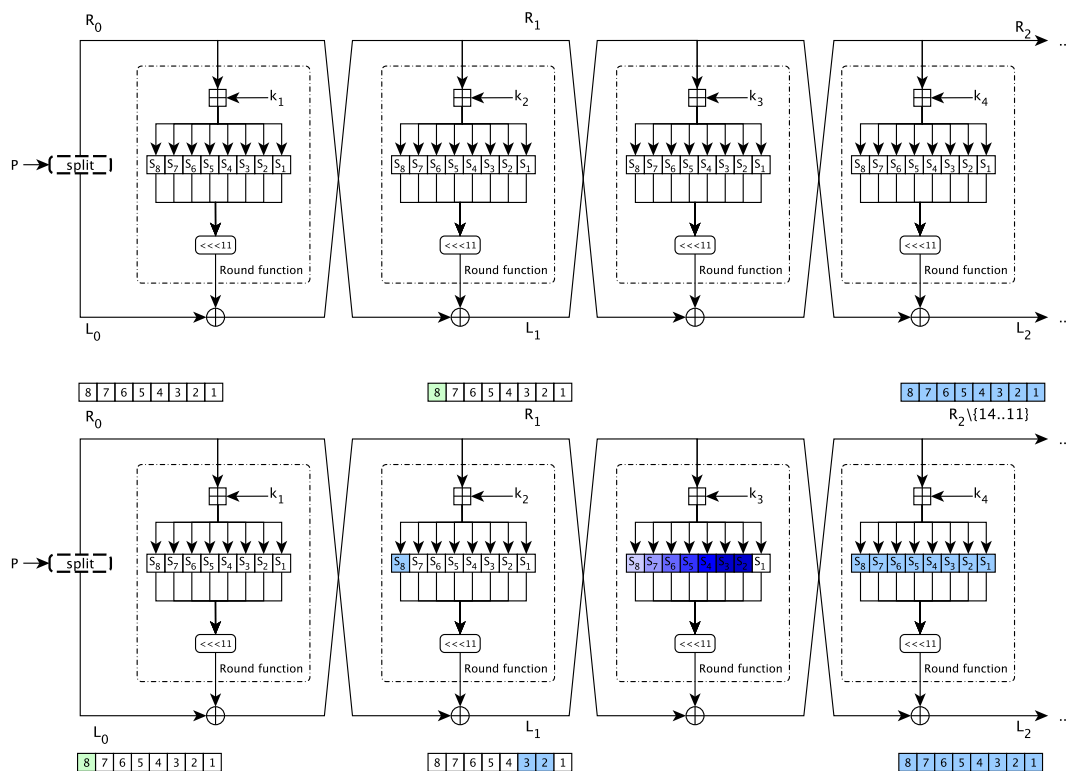 R0 R1 R2
..
k1 k2 k3 k4
P split
S8 S7 S6 S5 S4 S3 S2 S1 S8 S7 S6 S5 S4 S3 S2 S1 S8 S7 S6 S5 S4 S3 S2 S1 S8 S7 S6 S5 S4 S3 S2 S1
<<<11 <<<11 <<<11 <<<11
Round function Round function Round function Round function
..
L0 L1 L2
8 7 6 5 4 3 2 1 8 7 6 5 4 3 2 1 8 7 6 5 4 3 2 1
R0 R1 R2\{14..11}
..
k1 k2 k3 k4
P split
S8 S7 S6 S5 S4 S3 S2 S1 S8 S7 S6 S5 S4 S3 S2 S1 S8 S7 S6 S5 S1 S8 S7 S6 S5 S4 S3 S2 S1
<<<11 <<<11 <<<11 <<<11
Round function Round function Round function Round function
..
L0 L1 L2
8 7 6 5 4 3 2 1 8 7 6 5 4 3 2 1 8 7 6 5 4 3 2 1